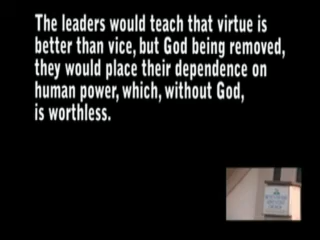 The leaders would teach that virtue is
better than vice, but God being removed,
they would place their dependence on
human power, which, without God,
is worthless.